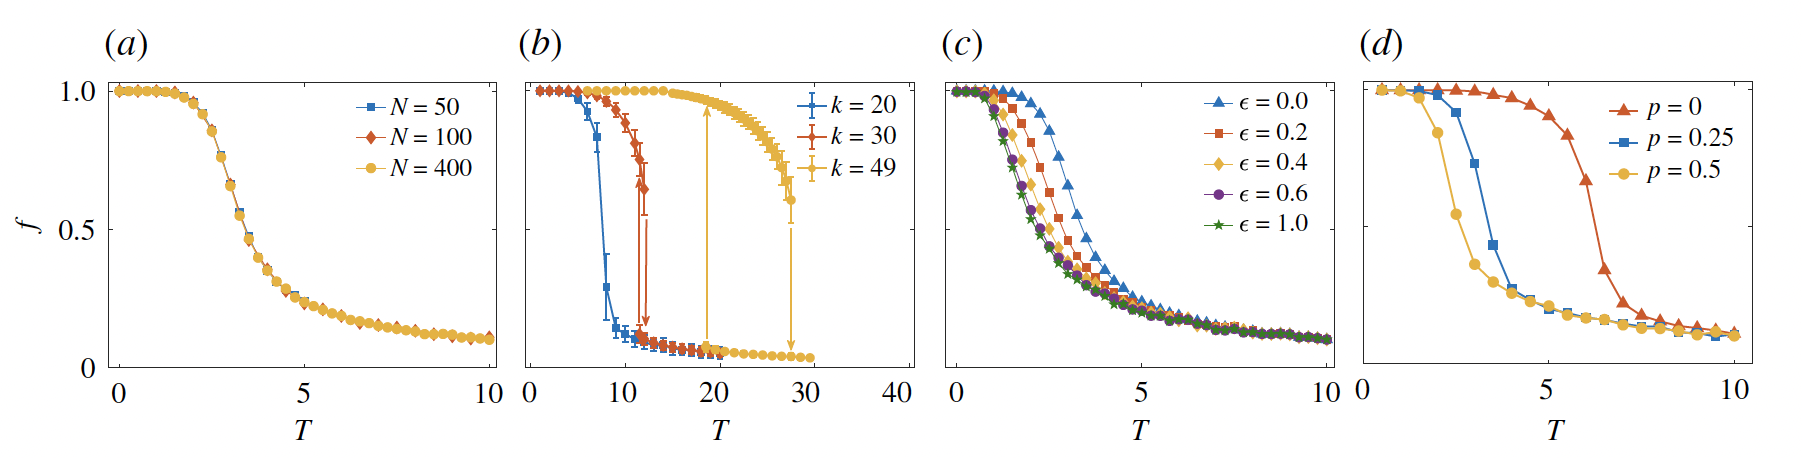 (a)
(b)
(c)
(d)
f
1.0
0.5
0
N = 50
N = 100
N = 400
0 5 10
T
k = 20
k = 30
k = 49
0 10 20 30 40
T
ϵ = 0.0
ϵ = 0.2
ϵ = 0.4
ϵ = 0.6
ϵ = 1.0
0 5 10
T
p = 0
p = 0.25
p = 0.5
0 5 10
T